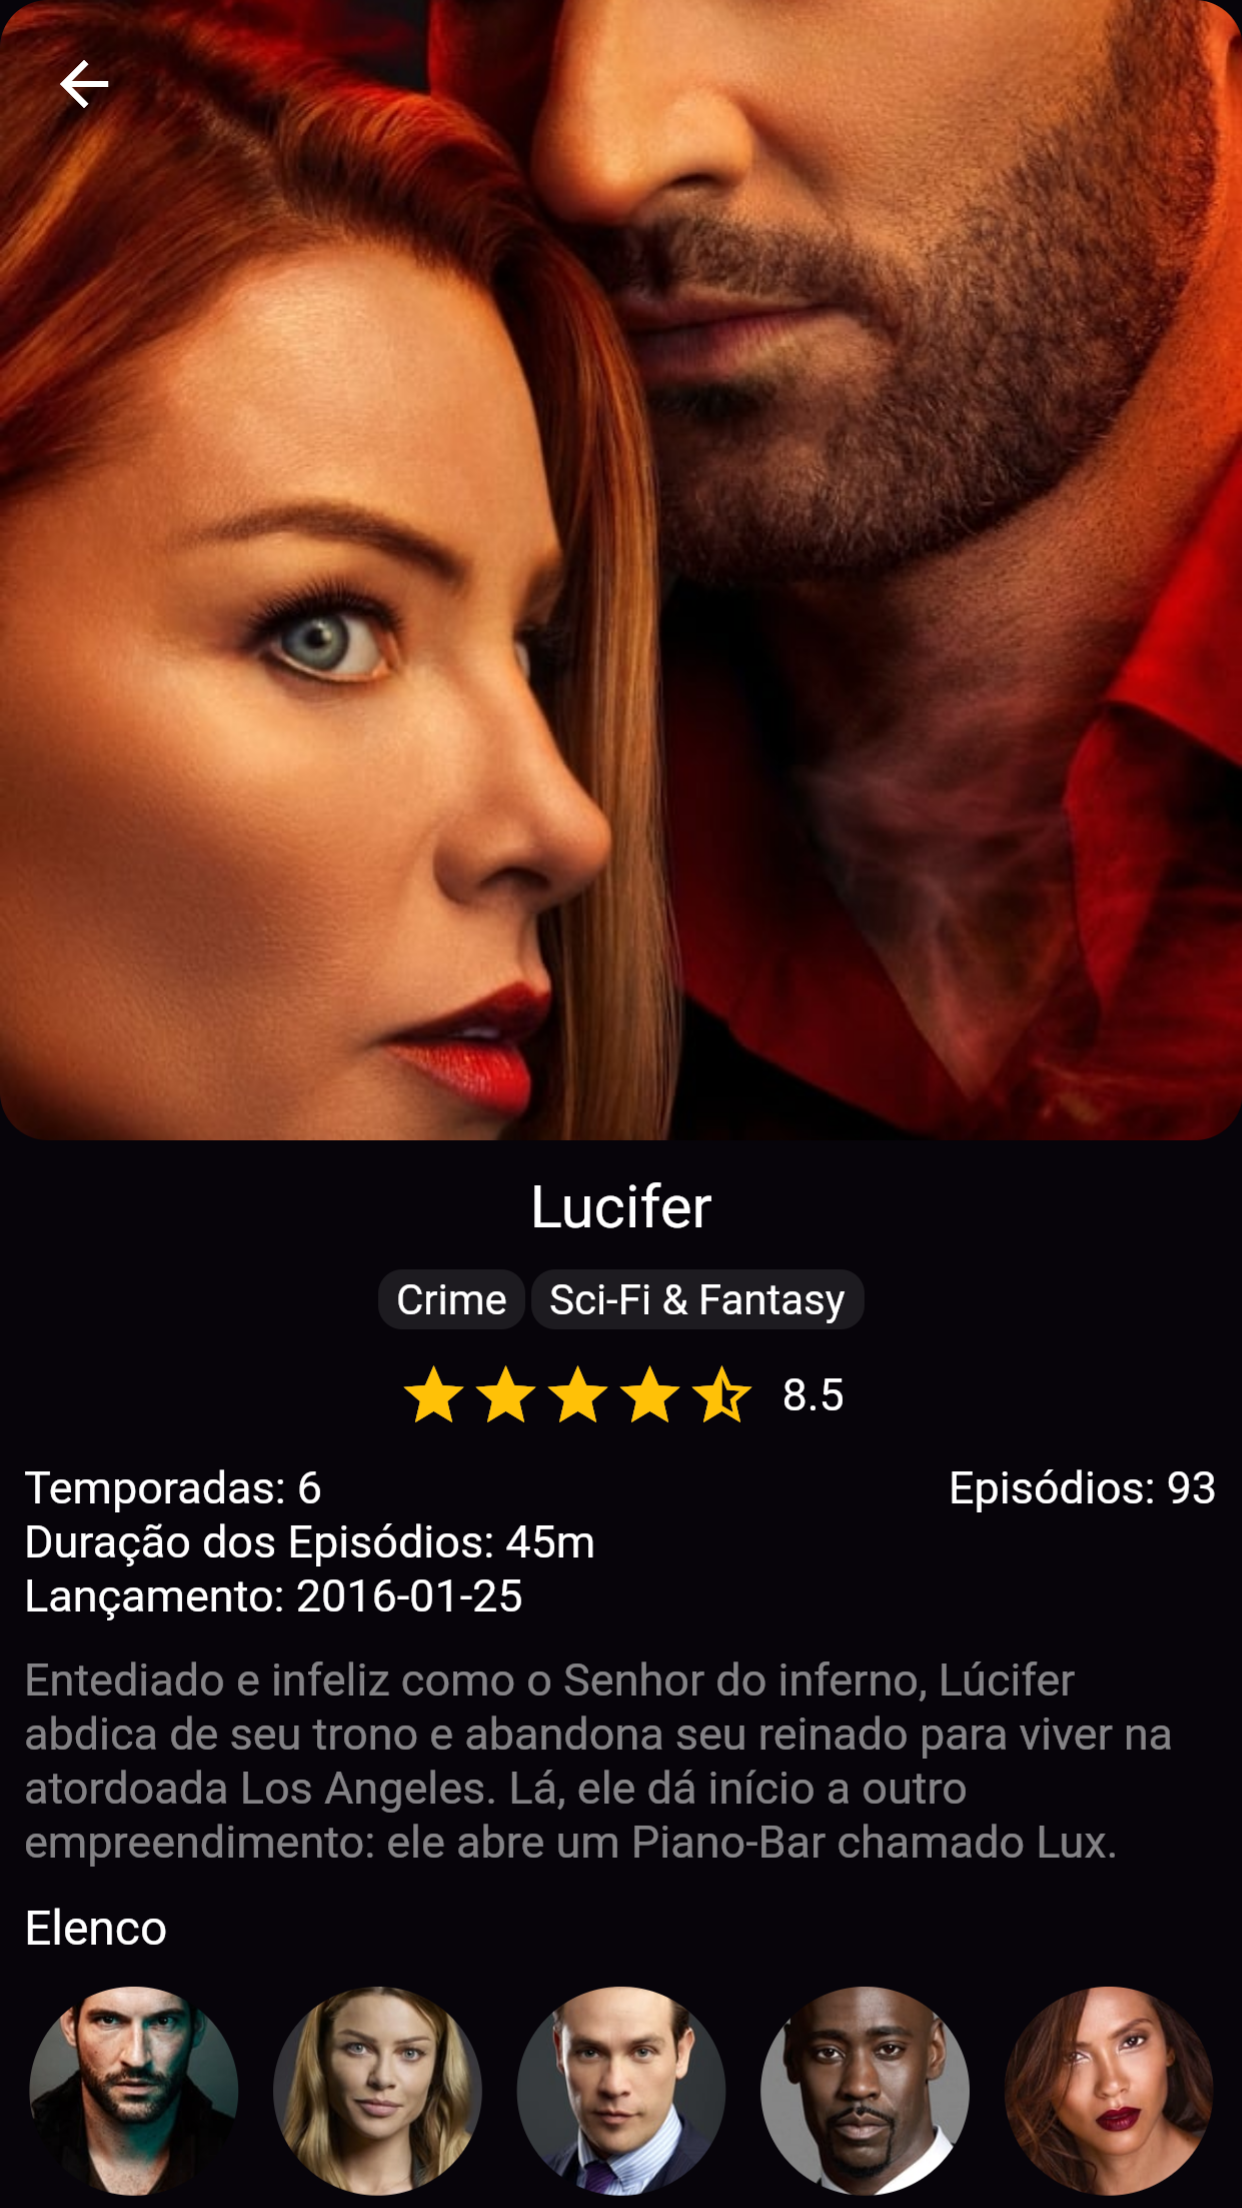 Lucifer
Crime Sci-Fi & Fantasy
8.5
Temporadas: 6 Episódios: 93
Duração dos Episódios: 45m
Lançamento: 2016-01-25
Entediado e infeliz como o Senhor do inferno, Lúcifer
abdica de seu trono e abandona seu reinado para viver na
atordoada Los Angeles. Lá, ele dá início a outro
empreendimento: ele abre um Piano-Bar chamado Lux.
Elenco